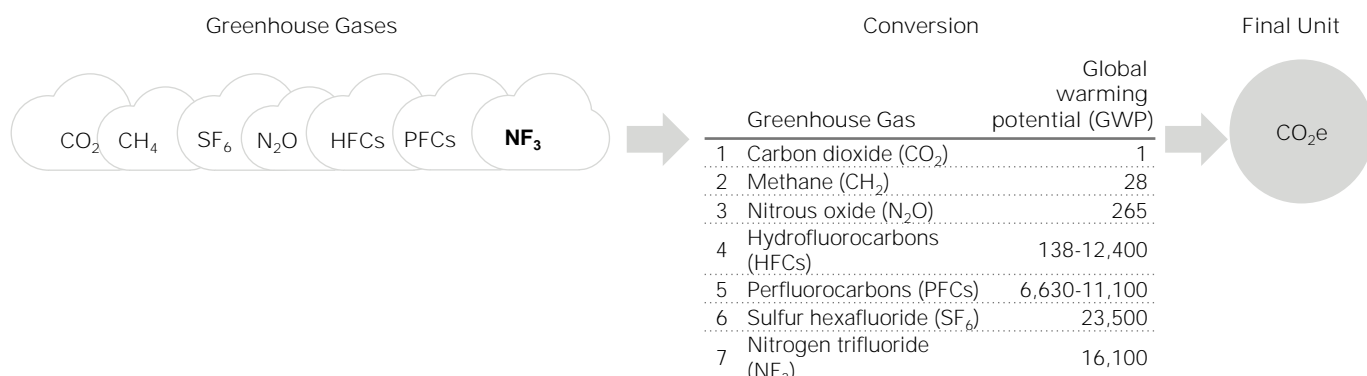 Greenhouse Gases
Conversion
Final Unit
CO₂ CH₄ SF₆ N₂O HFCs PFCs NF₃
Global
warming
Greenhouse Gas potential (GWP)
1 Carbon dioxide (CO₂) 1
2 Methane (CH₂) 28
3 Nitrous oxide (N₂O) 265
4 Hydrofluorocarbons
(HFCs) 138-12,400
5 Perfluorocarbons (PFCs) 6,630-11,100
6 Sulfur hexafluoride (SF₆) 23,500
7 Nitrogen trifluoride
(NF₃) 16,100
CO₂e